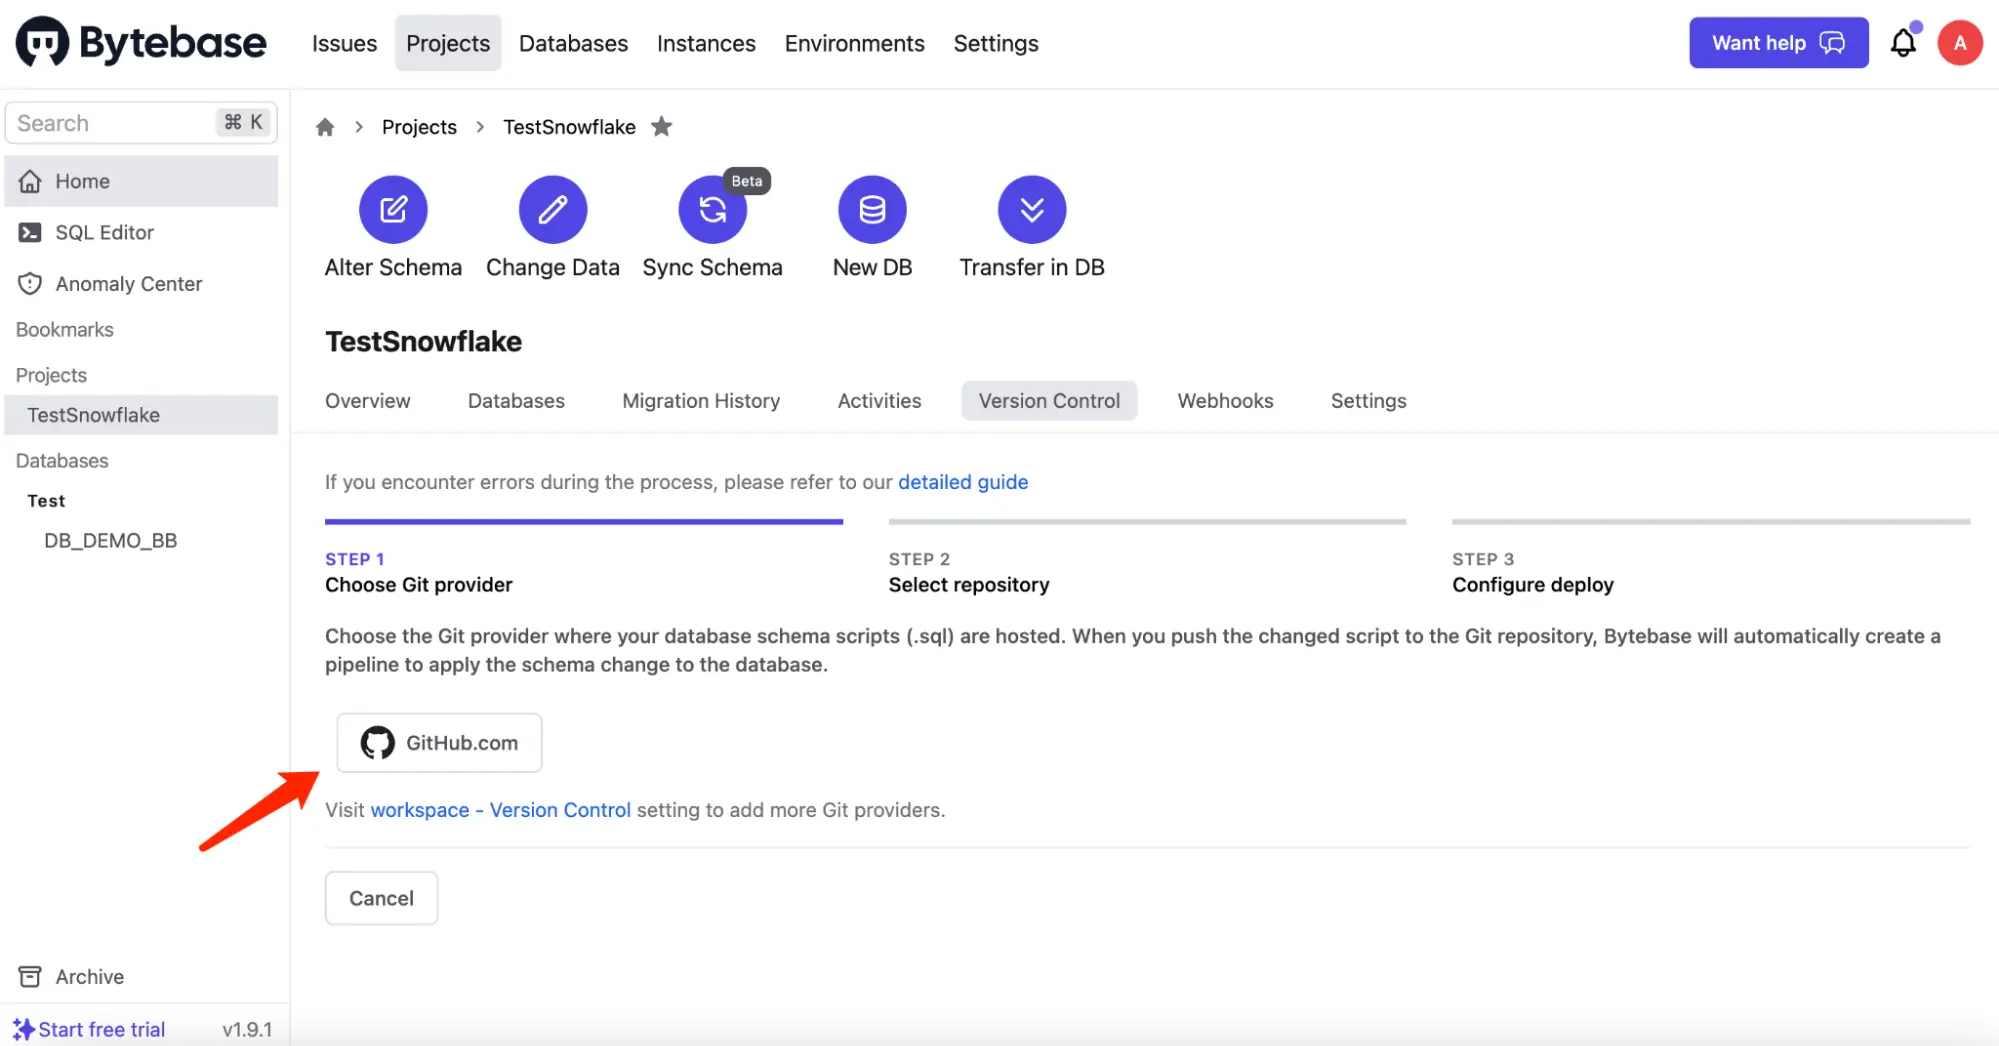 Bytebase
Issues Projects Databases Instances Environments Settings
Want help
A
Search ⌘ K
Home
SQL Editor
Anomaly Center
Bookmarks
Projects
TestSnowflake
Databases
Test
DB_DEMO_BB
Archive
Start free trial v1.9.1
Projects TestSnowflake
Beta
Alter Schema Change Data Sync Schema New DB Transfer in DB
TestSnowflake
Overview Databases Migration History Activities Version Control Webhooks Settings
If you encounter errors during the process, please refer to our detailed guide
STEP 1
Choose Git provider
STEP 2
Select repository
STEP 3
Configure deploy
Choose the Git provider where your database schema scripts (.sql) are hosted. When you push the changed script to the Git repository, Bytebase will automatically create a
pipeline to apply the schema change to the database.
GitHub.com
Visit workspace - Version Control setting to add more Git providers.
Cancel